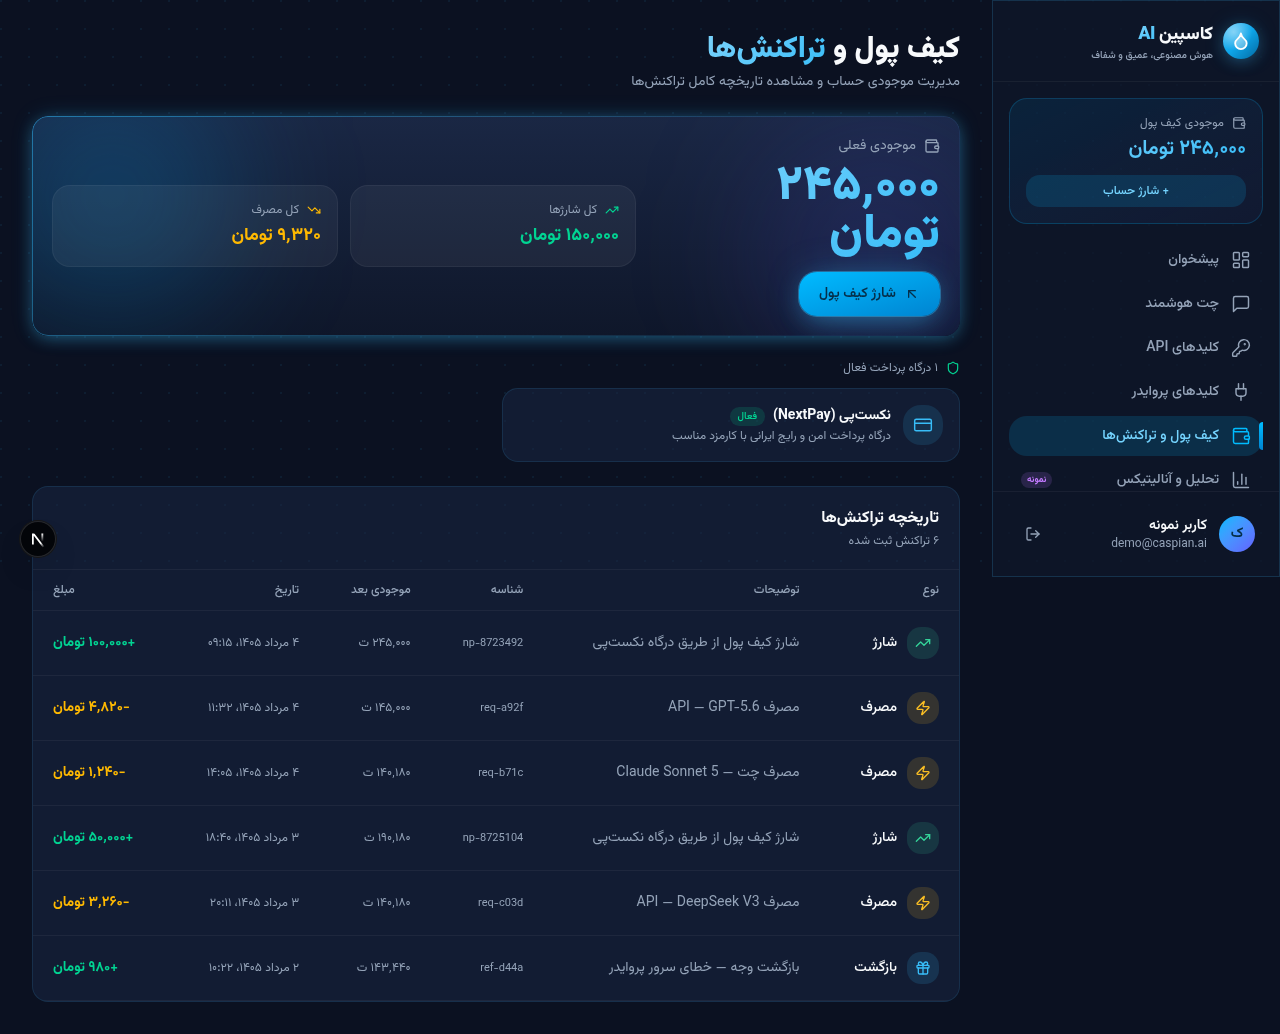 کاسپین AI
هوش مصنوعی، عمیق و شفاف
موجودی کیف پول
۲۴۵,۰۰۰ تومان
+ شارژ حساب
پیشخوان
چت هوشمند
کلیدهای API
کلیدهای پروایدر
کیف پول و تراکنش‌ها
تحلیل و آنالیتیکس نمونه
ک
کاربر نمونه
demo@caspian.ai
کیف پول و تراکنش‌ها
مدیریت موجودی حساب و مشاهده تاریخچه کامل تراکنش‌ها
موجودی فعلی
۲۴۵,۰۰۰
تومان
شارژ کیف پول
کل شارژها
۱۵۰,۰۰۰ تومان
کل مصرف
۹,۳۲۰ تومان
۱ درگاه پرداخت فعال
نکست‌پی (NextPay) فعال
درگاه پرداخت امن و رایج ایرانی با کارمزد مناسب
تاریخچه تراکنش‌ها
۶ تراکنش ثبت شده
نوع توضیحات شناسه موجودی بعد تاریخ مبلغ
شارژ شارژ کیف پول از طریق درگاه نکست‌پی np-8723492 ۲۴۵,۰۰۰ ت ۴ مرداد ۱۴۰۵، ۰۹:۱۵ +۱۰۰,۰۰۰ تومان
مصرف مصرف API — GPT-5.6 req-a92f ۱۴۵,۰۰۰ ت ۴ مرداد ۱۴۰۵، ۱۱:۳۲ -۴,۸۲۰ تومان
مصرف مصرف چت — Claude Sonnet 5 req-b71c ۱۴۰,۱۸۰ ت ۴ مرداد ۱۴۰۵، ۱۴:۰۵ -۱,۲۴۰ تومان
شارژ شارژ کیف پول از طریق درگاه نکست‌پی np-8725104 ۱۹۰,۱۸۰ ت ۳ مرداد ۱۴۰۵، ۱۸:۴۰ +۵۰,۰۰۰ تومان
مصرف مصرف API — DeepSeek V3 req-c03d ۱۴۰,۱۸۰ ت ۳ مرداد ۱۴۰۵، ۲۰:۱۱ -۳,۲۶۰ تومان
بازگشت بازگشت وجه — خطای سرور پروایدر ref-d44a ۱۴۳,۴۴۰ ت ۲ مرداد ۱۴۰۵، ۱۰:۲۲ +۹۸۰ تومان
N